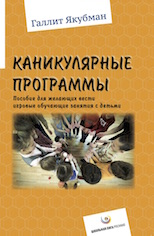 Галлит Якубман
КАНИКУЛЯРНЫЕ
ПРОГРАММЫ
Пособие для желающих вести
игровые обучающие занятия с детьми